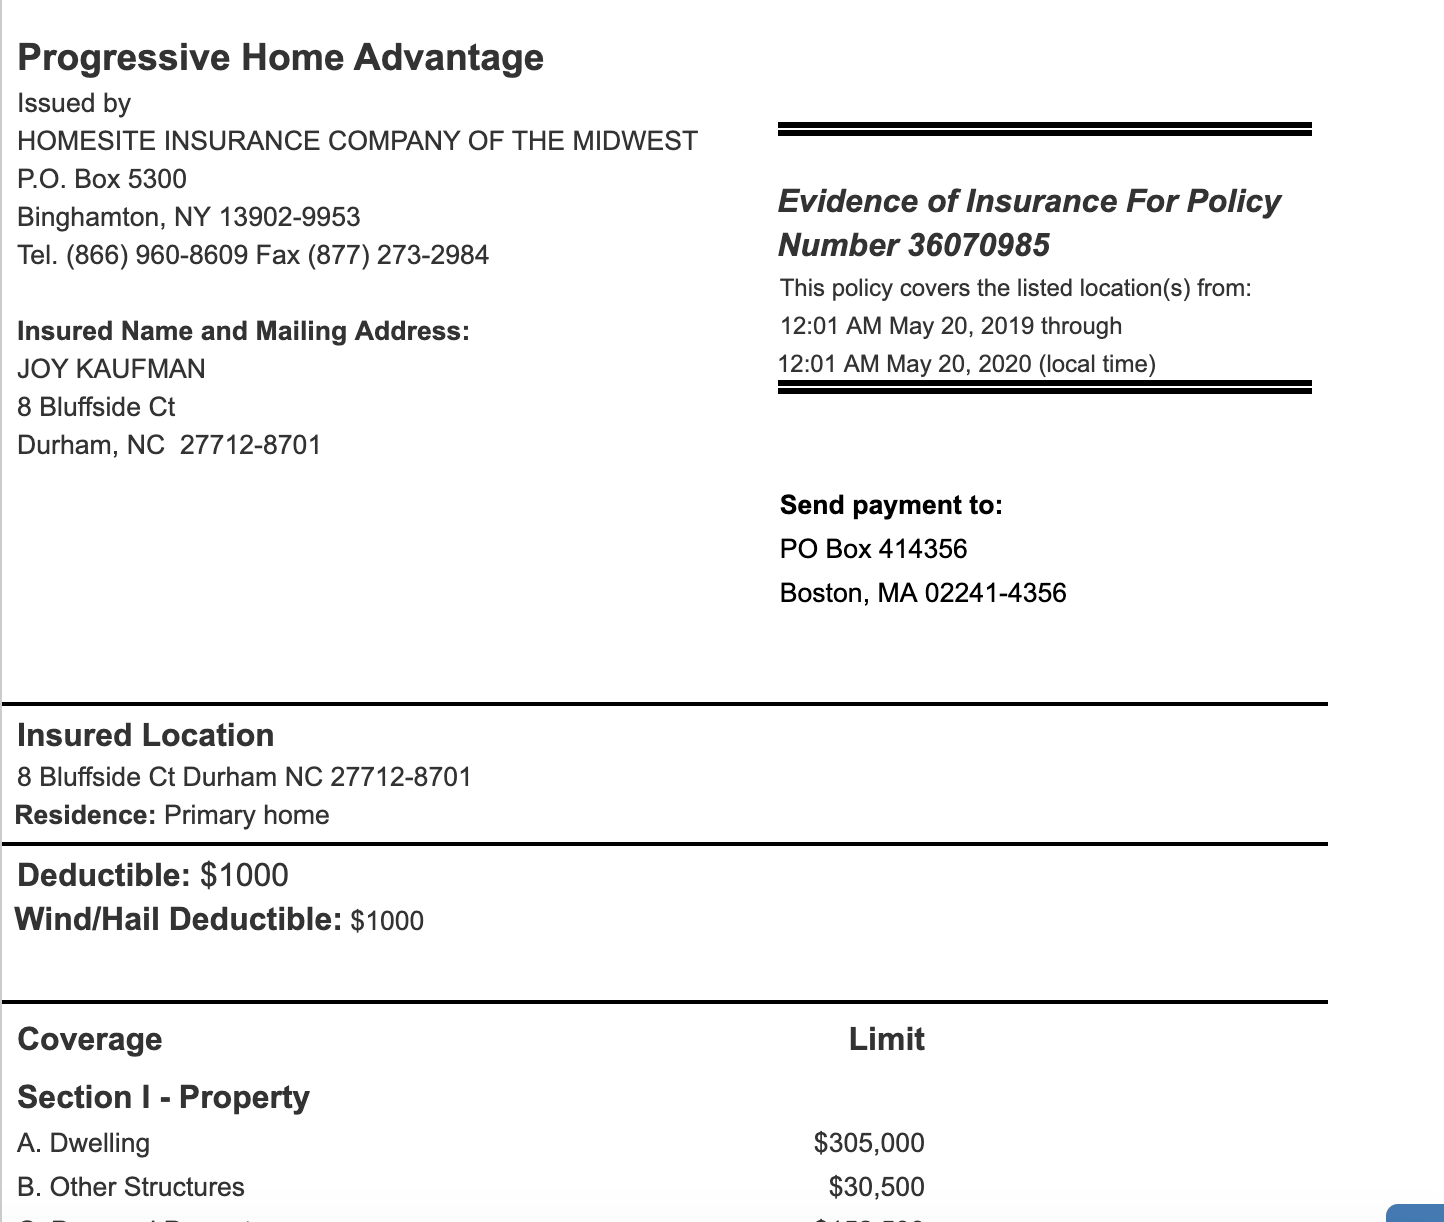 Progressive Home Advantage
Issued by
HOMESITE INSURANCE COMPANY OF THE MIDWEST
P.O. Box 5300
Binghamton, NY 13902-9953
Tel. (866) 960-8609 Fax (877) 273-2984
Insured Name and Mailing Address:
JOY KAUFMAN
8 Bluffside Ct
Durham, NC 27712-8701
Evidence of Insurance For Policy
Number 36070985
This policy covers the listed location(s) from:
12:01 AM May 20, 2019 through
12:01 AM May 20, 2020 (local time)
Send payment to:
PO Box 414356
Boston, MA 02241-4356
Insured Location
8 Bluffside Ct Durham NC 27712-8701
Residence: Primary home
Deductible: $1000
Wind/Hail Deductible: $1000
Coverage Limit
Section I - Property
A. Dwelling $305,000
B. Other Structures $30,500